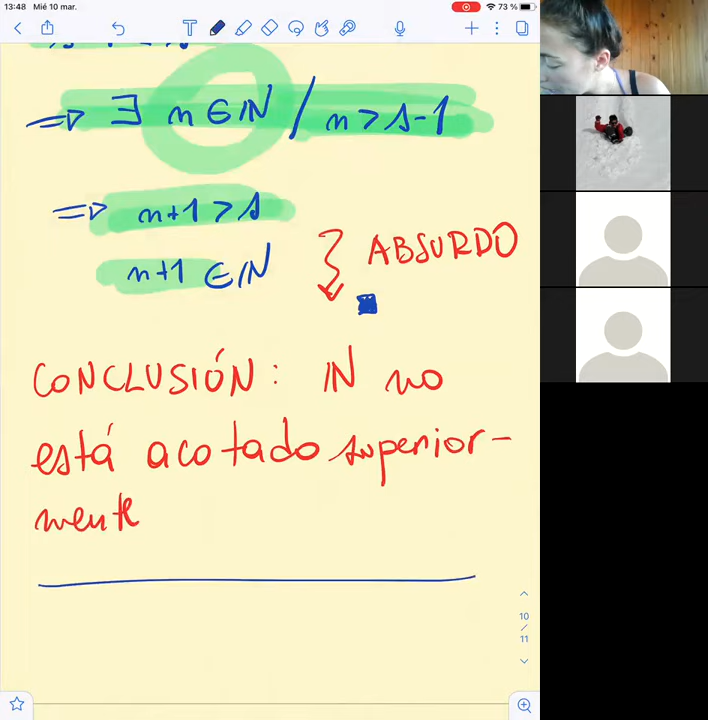 13:48 Mié 10 mar.
73 %
⇒ ∃ n ∈ ℕ / n > s-1
⇒ n+1 > s
n+1 ∈ ℕ
ABSURDO
CONCLUSIÓN: ℕ no
está acotado superior-
mente
10
/
11